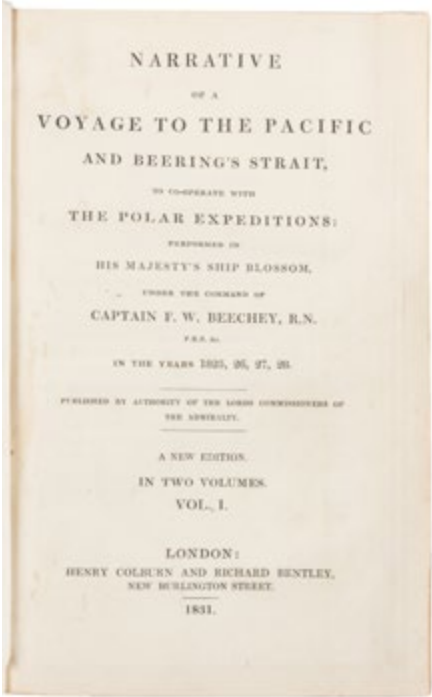 NARRATIVE
OF A
VOYAGE TO THE PACIFIC
AND BEERING'S STRAIT,
TO CO-OPERATE WITH
THE POLAR EXPEDITIONS:
PERFORMED IN
HIS MAJESTY'S SHIP BLOSSOM,
UNDER THE COMMAND OF
CAPTAIN F. W. BEECHEY, R.N.
F.R.S. &c.
IN THE YEARS 1825, 26, 27, 28.
PUBLISHED BY AUTHORITY OF THE LORDS COMMISSIONERS OF
THE ADMIRALTY.
A NEW EDITION.
IN TWO VOLUMES.
VOL. I.
LONDON:
HENRY COLBURN AND RICHARD BENTLEY,
NEW BURLINGTON STREET.
1831.